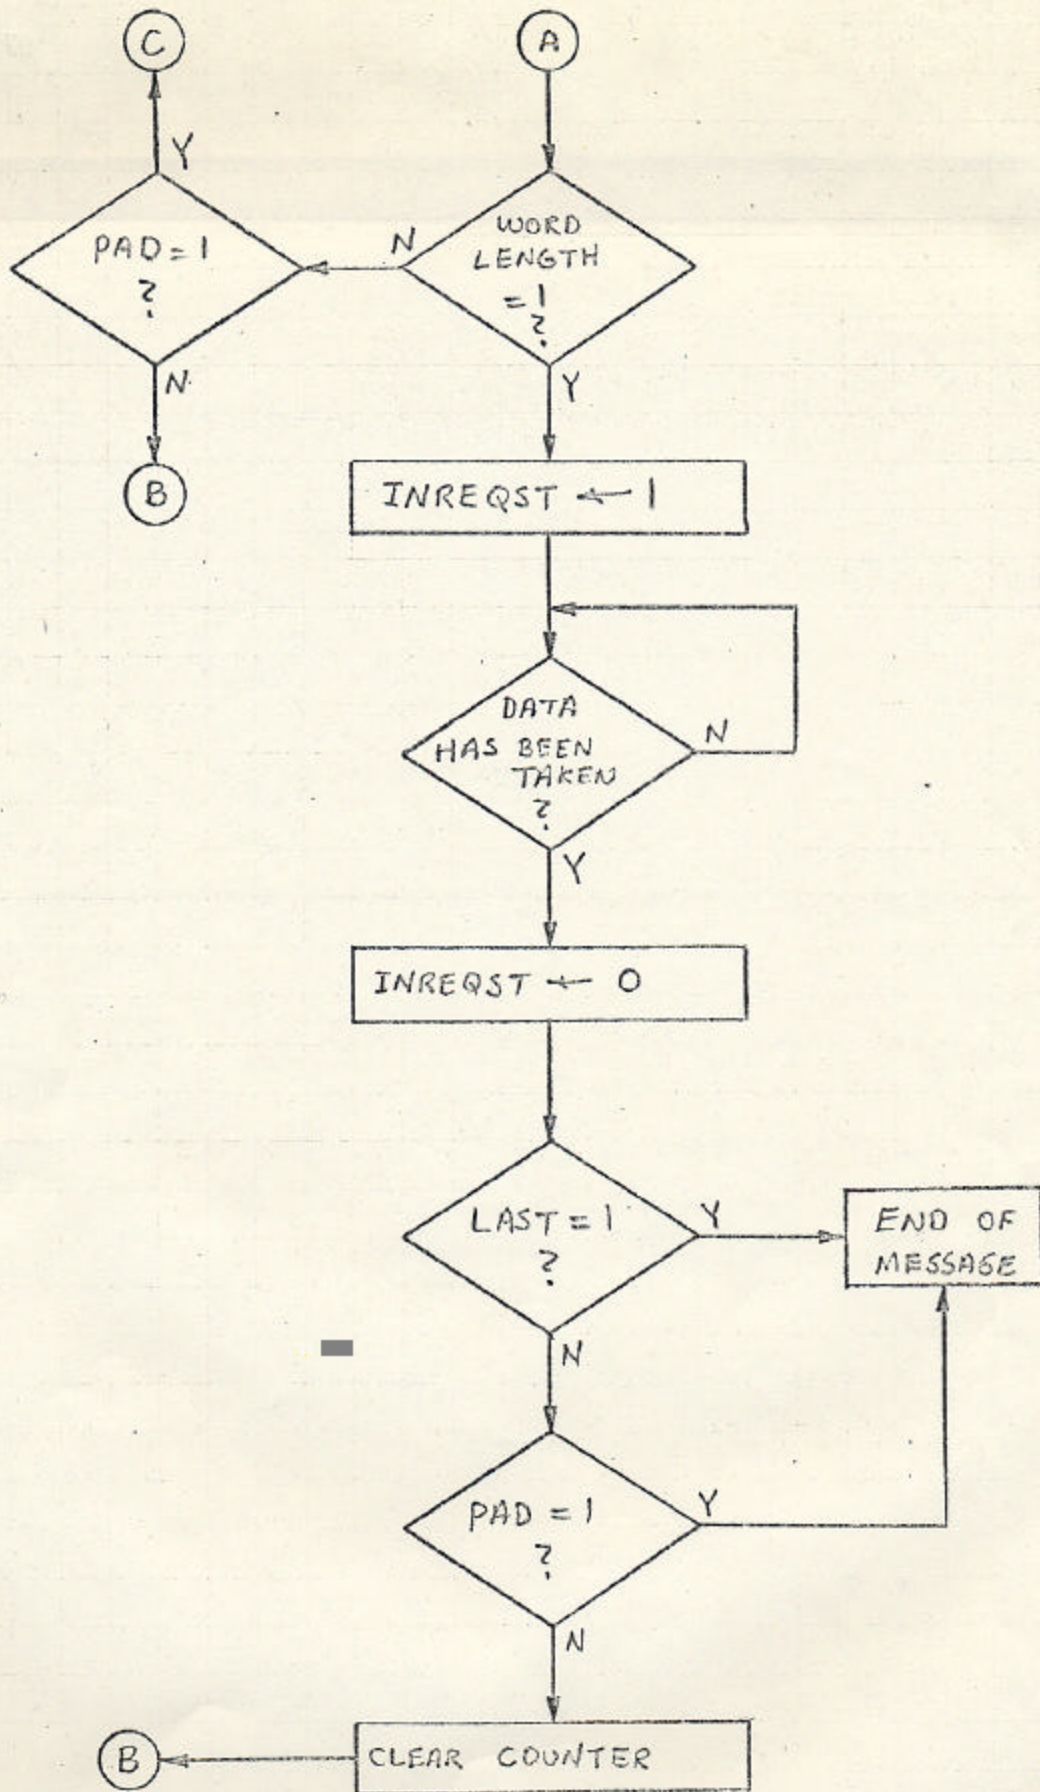 C
A
Y
PAD = 1
?
N
WORD
LENGTH
= 1
?
N
Y
B
INREQST ← 1
DATA
HAS BEEN
TAKEN
?
N
Y
INREQST ← 0
LAST = 1
?
Y
END OF
MESSAGE
N
PAD = 1
?
Y
N
B
CLEAR COUNTER